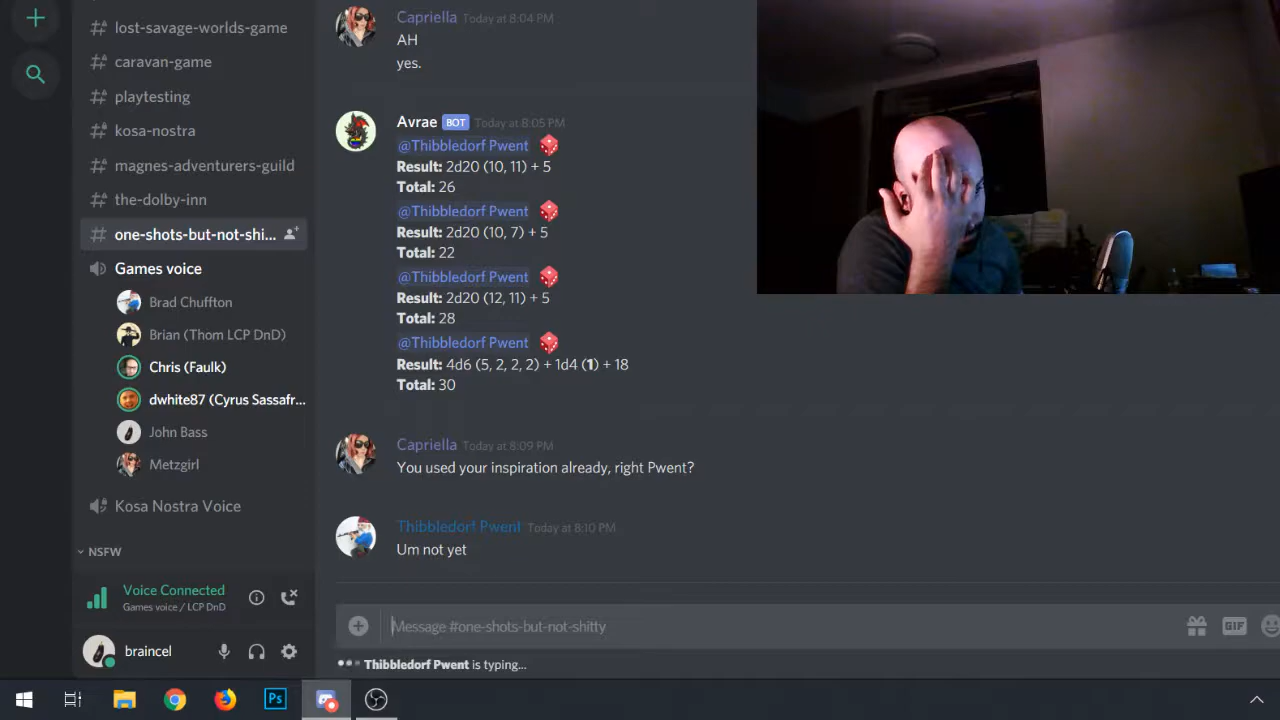 lost-savage-worlds-game
caravan-game
playtesting
kosa-nostra
magnes-adventurers-guild
the-dolby-inn
one-shots-but-not-shi...
Games voice
Brad Chuffton
Brian (Thom LCP DnD)
Chris (Faulk)
dwhite87 (Cyrus Sassafr...
John Bass
Metzgirl
Kosa Nostra Voice
NSFW
Voice Connected
Games voice / LCP DnD
braincel
Capriella Today at 8:04 PM
AH
yes.
Avrae BOT Today at 8:05 PM
@Thibbledorf Pwent
Result: 2d20 (10, 11) + 5
Total: 26
@Thibbledorf Pwent
Result: 2d20 (10, 7) + 5
Total: 22
@Thibbledorf Pwent
Result: 2d20 (12, 11) + 5
Total: 28
@Thibbledorf Pwent
Result: 4d6 (5, 2, 2, 2) + 1d4 (1) + 18
Total: 30
Capriella Today at 8:09 PM
You used your inspiration already, right Pwent?
Thibbledorf Pwent Today at 8:10 PM
Um not yet
Message #one-shots-but-not-shitty
GIF
Thibbledorf Pwent is typing...
Ps